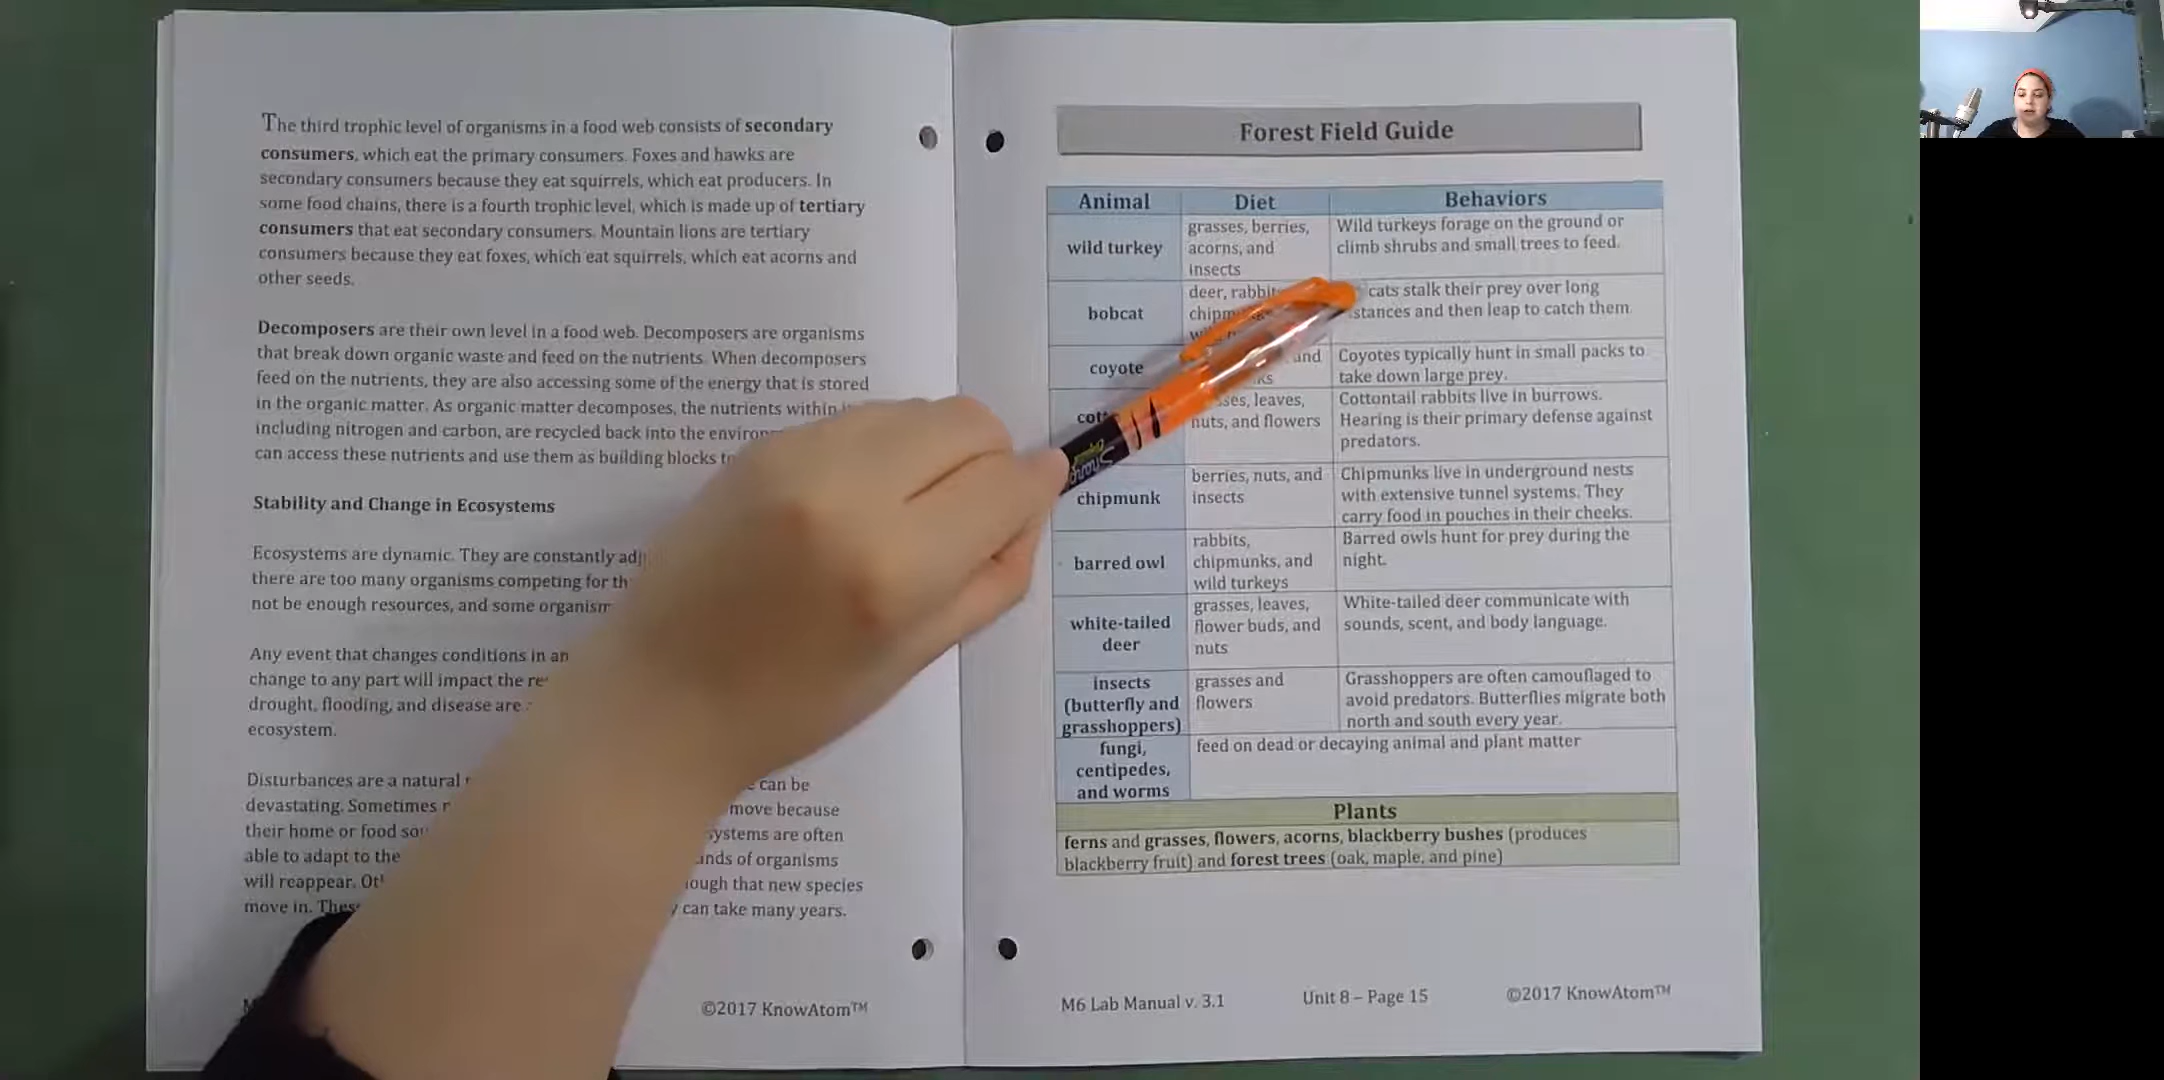 The third trophic level of organisms in a food web consists of secondary
consumers, which eat the primary consumers. Foxes and hawks are
secondary consumers because they eat squirrels, which eat producers. In
some food chains, there is a fourth trophic level, which is made up of tertiary
consumers that eat secondary consumers. Mountain lions are tertiary
consumers because they eat foxes, which eat squirrels, which eat acorns and
other seeds.
Decomposers are their own level in a food web. Decomposers are organisms
that break down organic waste and feed on the nutrients. When decomposers
feed on the nutrients, they are also accessing some of the energy that is stored
in the organic matter. As organic matter decomposes, the nutrients within
including nitrogen and carbon, are recycled back into the
can access these nutrients and use them as building blocks
Stability and Change in Ecosystems
Ecosystems are dynamic. They are constantly
there are too many organisms competing for
not be enough resources, and some
Any event that changes conditions in
change to any part will impact the
drought, flooding, and disease are
ecosystem.
Disturbances are a natural can be
devastating. Sometimes move because
their home or food are often
able to adapt to the of organisms
will reappear. that new species
move in. can take many years.
©2017 KnowAtom™
Forest Field Guide
Animal Diet Behaviors
wild turkey
grasses, berries,
acorns, and
insects
Wild turkeys forage on the ground or
climb shrubs and small trees to feed.
bobcat
deer,
cats stalk their prey over long
and then leap to catch them.
coyote
and
Coyotes typically hunt in small packs to
take down large prey.
leaves,
nuts, and flowers
Cottontail rabbits live in burrows.
Hearing is their primary defense against
predators.
chipmunk
berries, nuts, and
insects
Chipmunks live in underground nests
with extensive tunnel systems. They
carry food in pouches in their cheeks.
barred owl
rabbits,
chipmunks, and
wild turkeys
Barred owls hunt for prey during the
night.
white-tailed
deer
grasses, leaves,
flower buds, and
nuts
White-tailed deer communicate with
sounds, scent, and body language.
insects
(butterfly and
grasshoppers)
grasses and
flowers
Grasshoppers are often camouflaged to
avoid predators. Butterflies migrate both
north and south every year.
fungi,
centipedes,
and worms
feed on dead or decaying animal and plant matter
Plants
ferns and grasses, flowers, acorns, blackberry bushes (produces
blackberry fruit) and forest trees (oak, maple, and pine)
M6 Lab Manual v. 3.1 Unit 8 – Page 15 ©2017 KnowAtom™
Sharpie